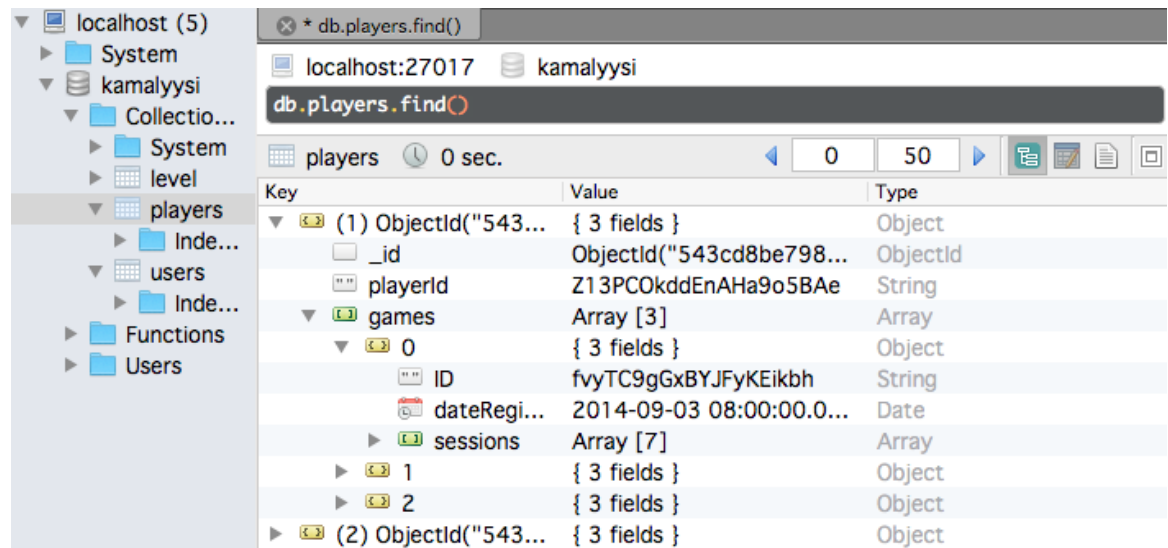 localhost (5)
System
kamalyysi
Collectio...
System
level
players
Inde...
users
Inde...
Functions
Users
* db.players.find()
localhost:27017 kamalyysi
db.players.find()
players 0 sec. 0 50
Key Value Type
(1) ObjectId("543... { 3 fields } Object
_id ObjectId("543cd8be798... ObjectId
playerId Z13PCOkddEnAHa9o5BAe String
games Array [3] Array
0 { 3 fields } Object
ID fvyTC9gGxBYJFyKEikbh String
dateRegi... 2014-09-03 08:00:00.0... Date
sessions Array [7] Array
1 { 3 fields } Object
2 { 3 fields } Object
(2) ObjectId("543... { 3 fields } Object